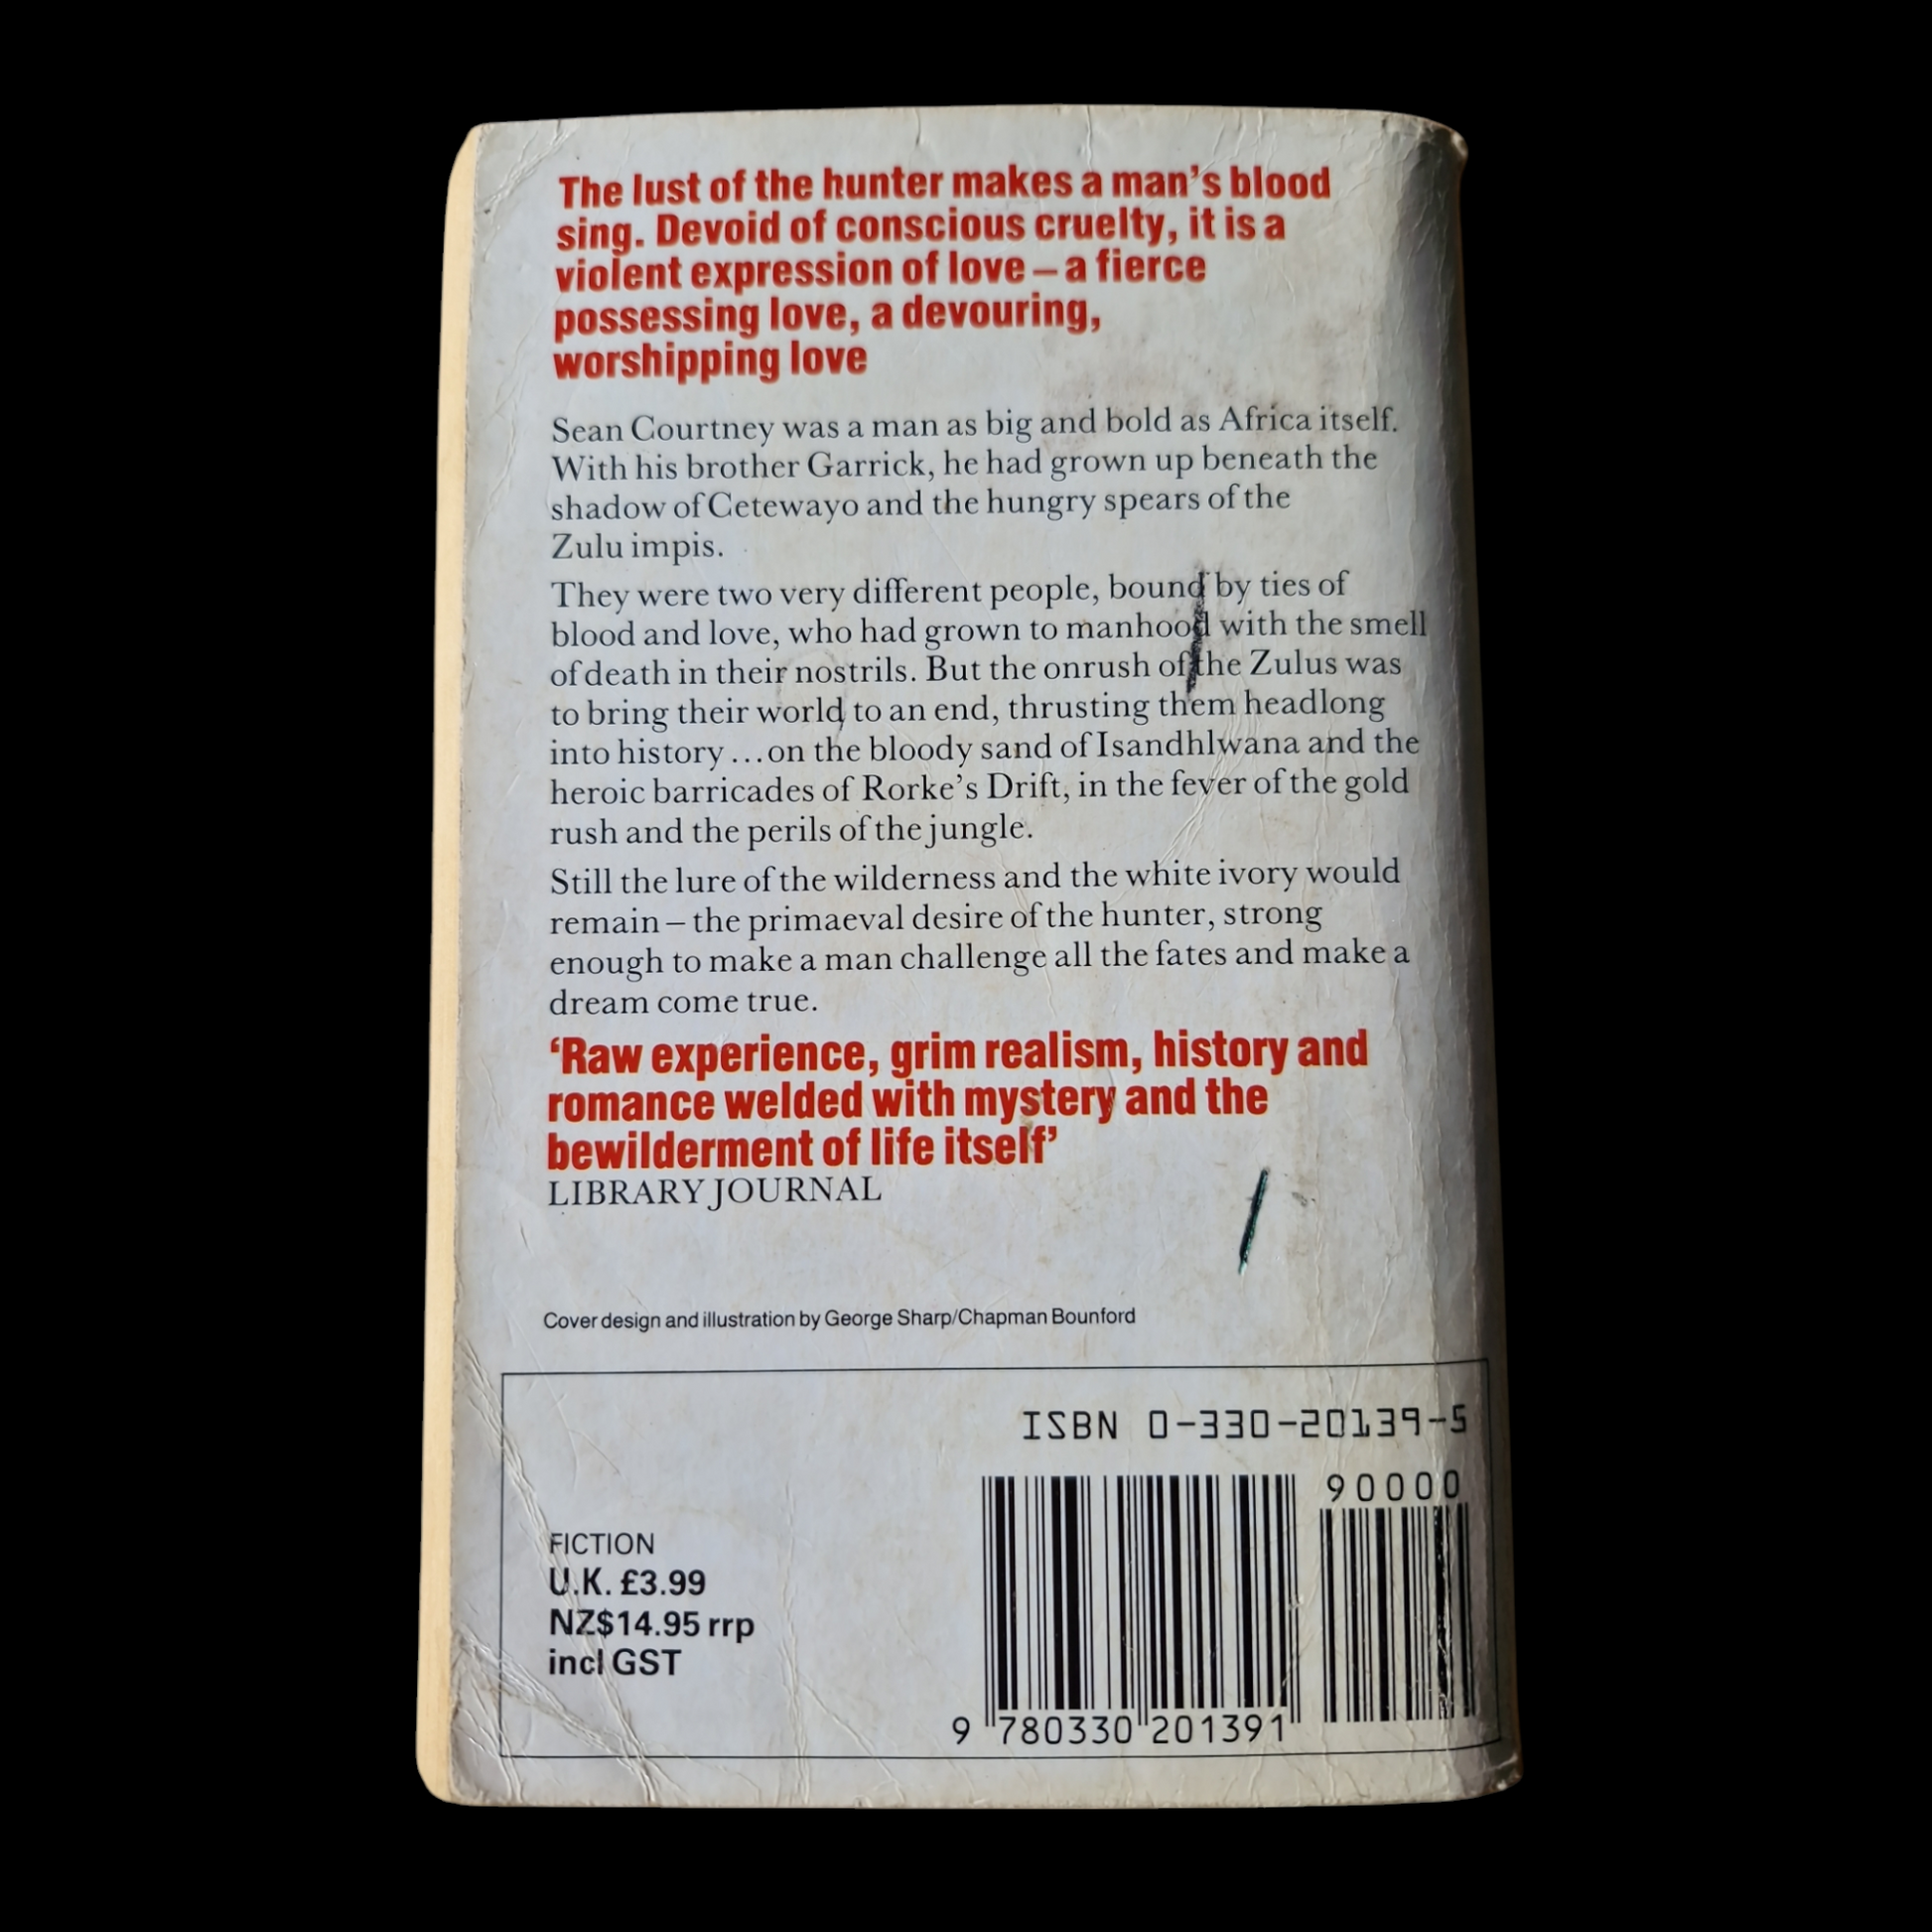 The lust of the hunter makes a man's blood
sing. Devoid of conscious cruelty, it is a
violent expression of love – a fierce
possessing love, a devouring,
worshipping love
Sean Courtney was a man as big and bold as Africa itself.
With his brother Garrick, he had grown up beneath the
shadow of Cetewayo and the hungry spears of the
Zulu impis.
They were two very different people, bound by ties of
blood and love, who had grown to manhood with the smell
of death in their nostrils. But the onrush of the Zulus was
to bring their world to an end, thrusting them headlong
into history ... on the bloody sand of Isandhlwana and the
heroic barricades of Rorke's Drift, in the fever of the gold
rush and the perils of the jungle.
Still the lure of the wilderness and the white ivory would
remain – the primaeval desire of the hunter, strong
enough to make a man challenge all the fates and make a
dream come true.
'Raw experience, grim realism, history and
romance welded with mystery and the
bewilderment of life itself'
LIBRARY JOURNAL
Cover design and illustration by George Sharp/Chapman Bounford
ISBN 0-330-20139-5
90000
FICTION
U.K. £3.99
NZ$14.95 rrp
incl GST
9 780330 201391